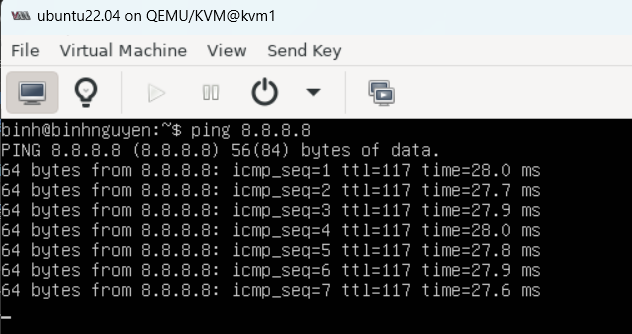 ubuntu22.04 on QEMU/KVM@kvm1
File Virtual Machine View Send Key
binh@binhnguyen:~$ ping 8.8.8.8
PING 8.8.8.8 (8.8.8.8) 56(84) bytes of data.
64 bytes from 8.8.8.8: icmp_seq=1 ttl=117 time=28.0 ms
64 bytes from 8.8.8.8: icmp_seq=2 ttl=117 time=27.7 ms
64 bytes from 8.8.8.8: icmp_seq=3 ttl=117 time=27.9 ms
64 bytes from 8.8.8.8: icmp_seq=4 ttl=117 time=28.0 ms
64 bytes from 8.8.8.8: icmp_seq=5 ttl=117 time=27.8 ms
64 bytes from 8.8.8.8: icmp_seq=6 ttl=117 time=27.9 ms
64 bytes from 8.8.8.8: icmp_seq=7 ttl=117 time=27.6 ms